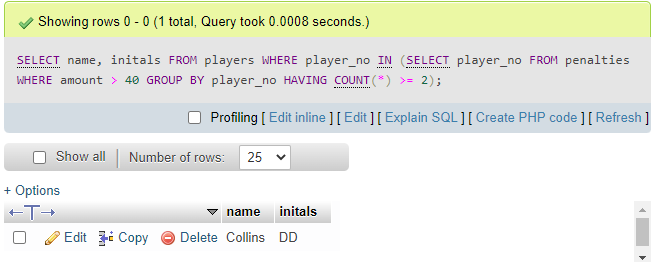 Showing rows 0 - 0 (1 total, Query took 0.0008 seconds.)
SELECT name, initals FROM players WHERE player_no IN (SELECT player_no FROM penalties
WHERE amount > 40 GROUP BY player_no HAVING COUNT(*) >= 2);
Profiling [ Edit inline ] [ Edit ] [ Explain SQL ] [ Create PHP code ] [ Refresh ]
Show all Number of rows: 25
+ Options
←T→ name initals
Edit Copy Delete Collins DD